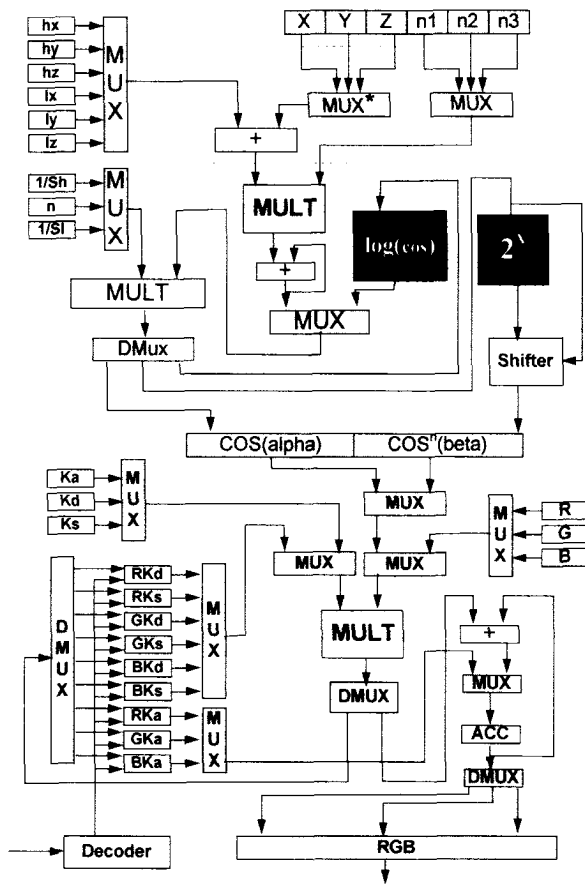 X Y Z n1 n2 n3
hx
hy
hz
lx
ly
lz
MUX
MUX*
MUX
+
1/Sh
n
1/Sl
MUX
MULT
log(cos)
2`
+
MULT
MUX
DMux
Shifter
COS(alpha) COSⁿ(beta)
Ka
Kd
Ks
MUX
MUX
MUX
R
G
B
MUX
MUX
DMUX
RKd
RKs
GKd
GKs
BKd
BKs
MUX
RKa
GKa
BKa
MUX
MULT
DMUX
+
MUX
ACC
DMUX
Decoder
RGB